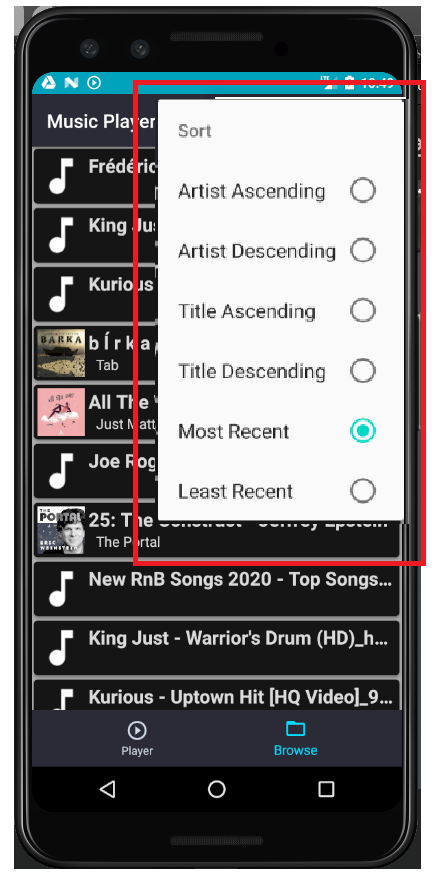 10:49
Music Player
Sort
Artist Ascending
Artist Descending
Title Ascending
Title Descending
Most Recent
Least Recent
Frédéric
King Ju
Kurious
BARKA
b Í r k a
Tab
All The
Just Matt
Joe Rog
THE
PORTAL
ERIC
WEINSTEIN
25: The Construct - Jeffrey Epstein
The Portal
New RnB Songs 2020 - Top Songs...
King Just - Warrior's Drum (HD)_h...
Kurious - Uptown Hit [HQ Video]_9...
Player
Browse